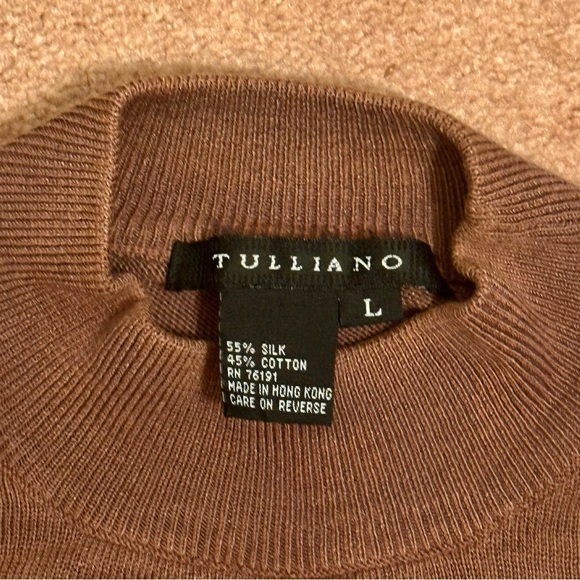 TULLIANO
L
55% SILK
45% COTTON
RN 76191
MADE IN HONG KONG
CARE ON REVERSE